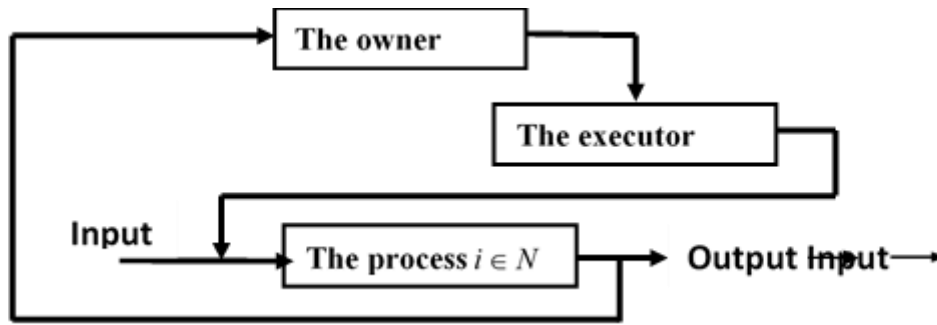 The owner
The executor
Input
The process i ∈ N
Output Input